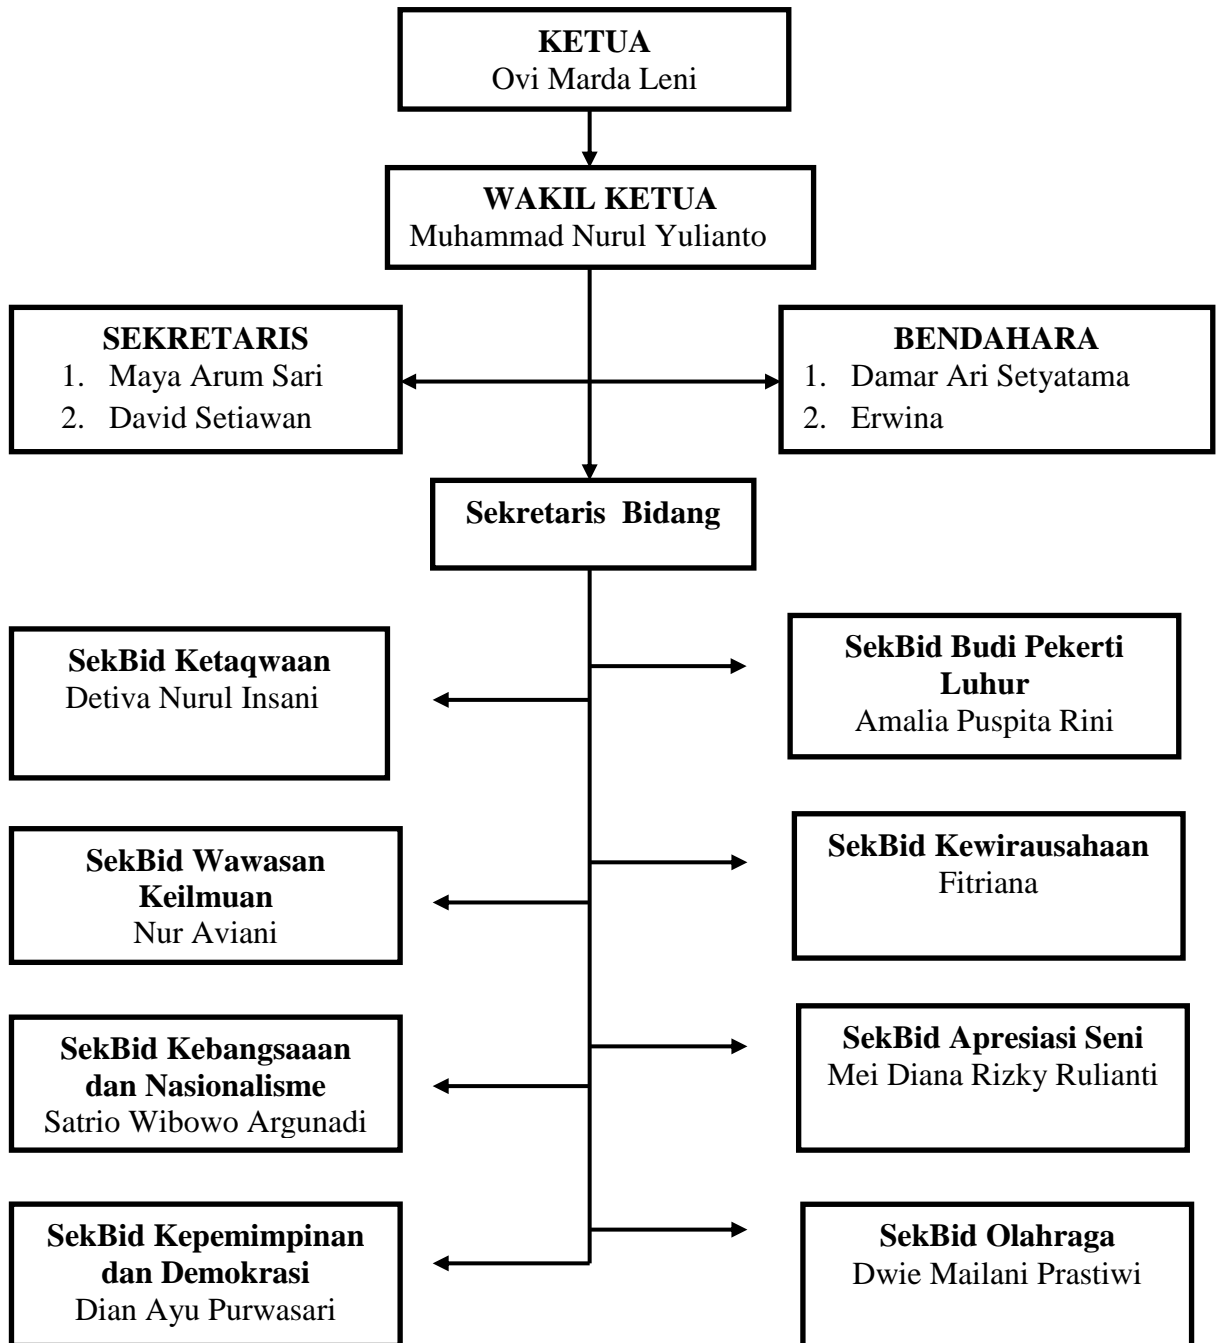 KETUA
Ovi Marda Leni
WAKIL KETUA
Muhammad Nurul Yulianto
SEKRETARIS
1. Maya Arum Sari
2. David Setiawan
BENDAHARA
1. Damar Ari Setyatama
2. Erwina
Sekretaris Bidang
SekBid Ketaqwaan
Detiva Nurul Insani
SekBid Budi Pekerti
Luhur
Amalia Puspita Rini
SekBid Wawasan
Keilmuan
Nur Aviani
SekBid Kewirausahaan
Fitriana
SekBid Kebangsaaan
dan Nasionalisme
Satrio Wibowo Argunadi
SekBid Apresiasi Seni
Mei Diana Rizky Rulianti
SekBid Kepemimpinan
dan Demokrasi
Dian Ayu Purwasari
SekBid Olahraga
Dwie Mailani Prastiwi